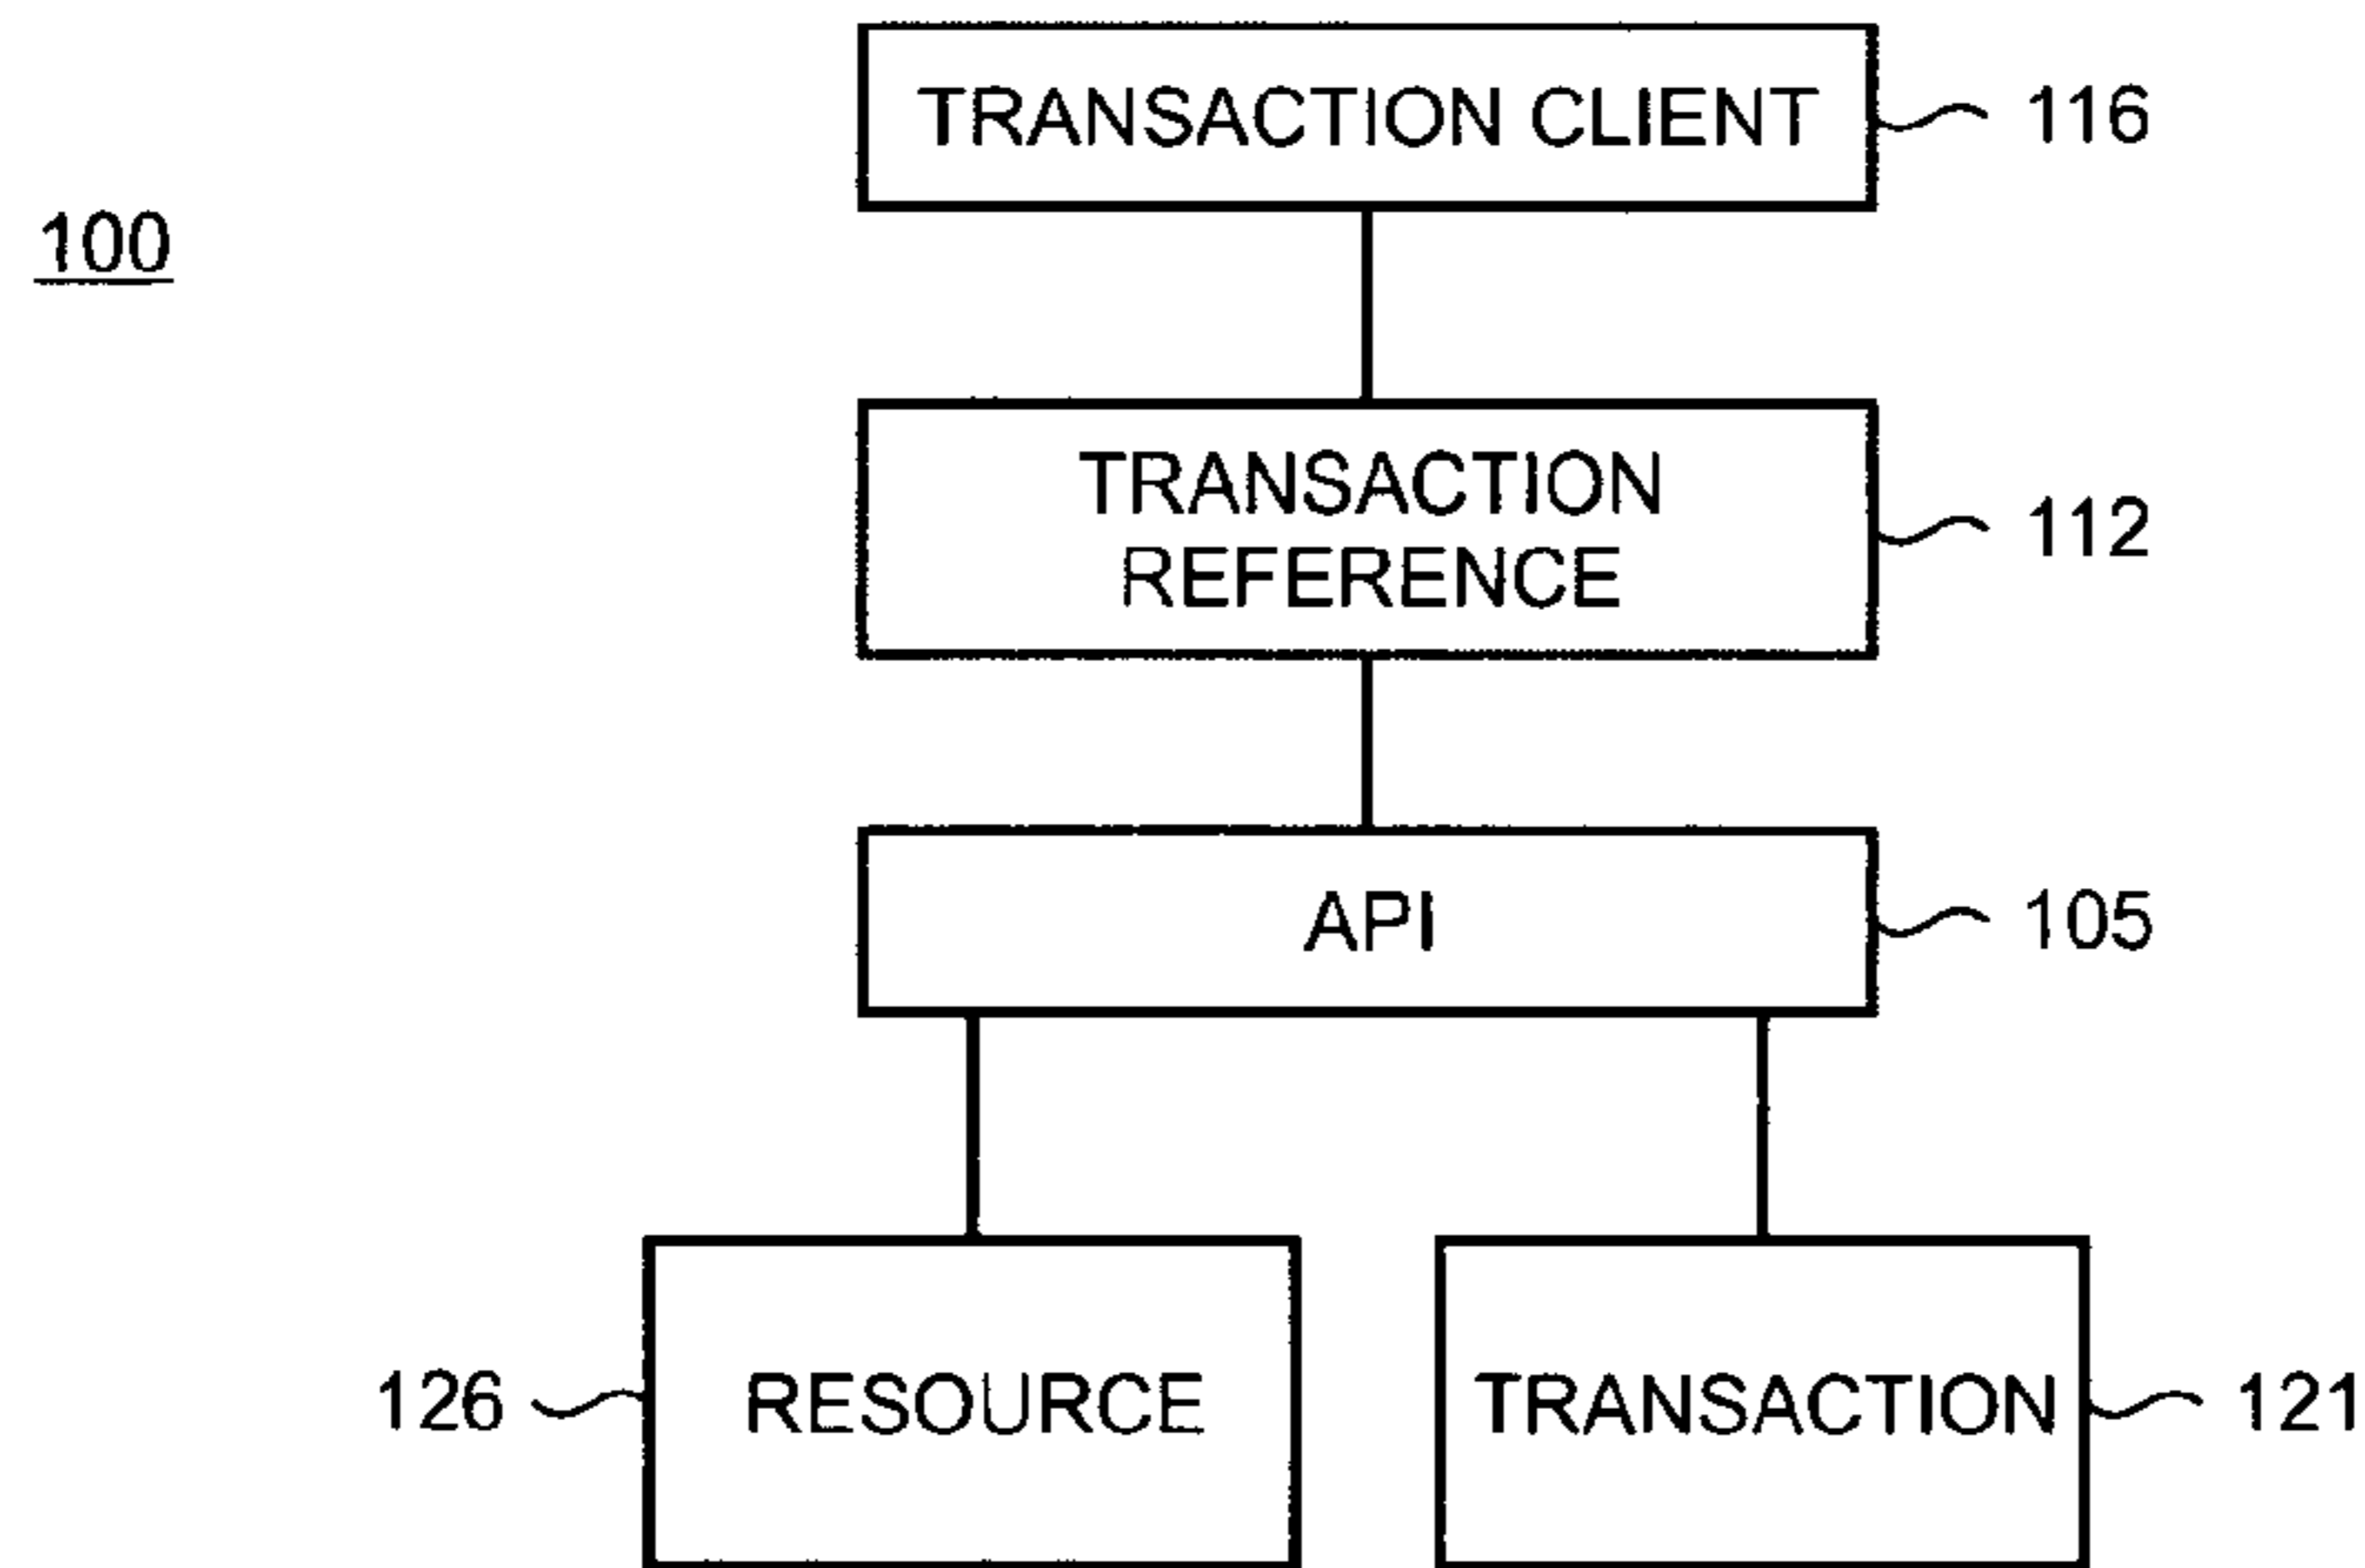 TRANSACTION CLIENT
116
100
TRANSACTION
REFERENCE
112
API
105
126
RESOURCE
TRANSACTION
121